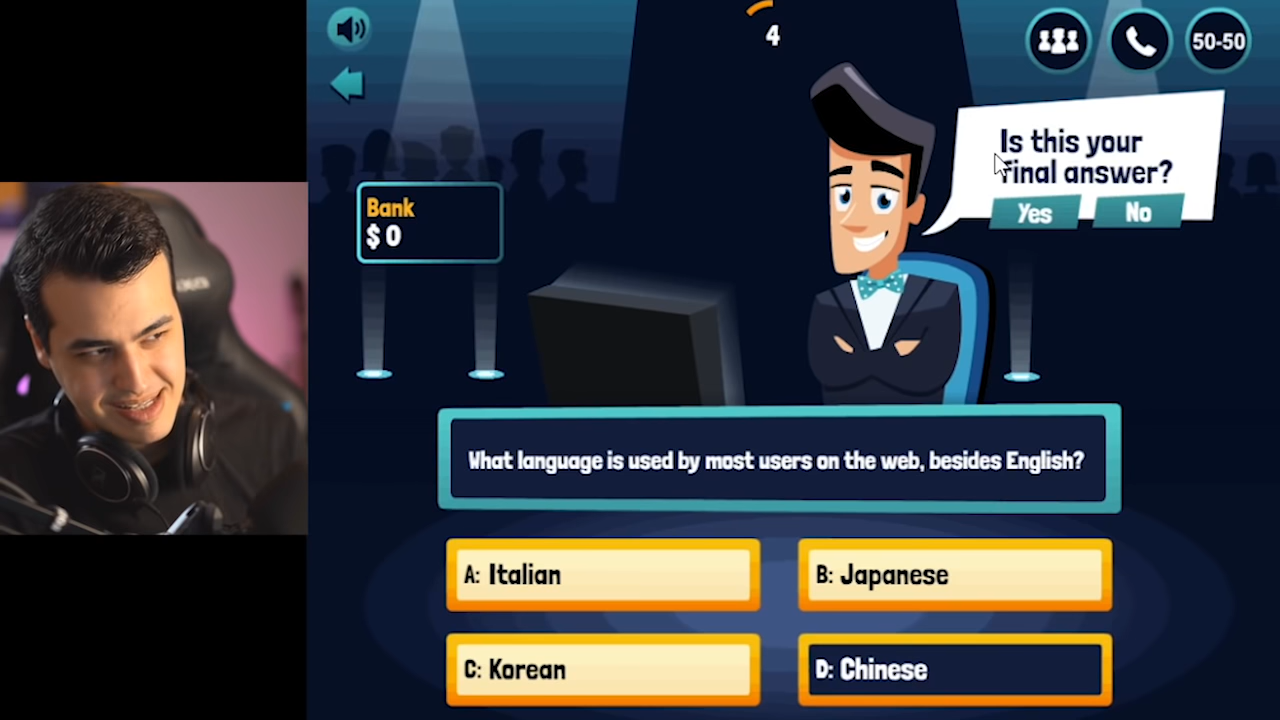 4
50-50
Is this your
final answer?
Yes
No
Bank
$ 0
What language is used by most users on the web, besides English?
A: Italian
B: Japanese
C: Korean
D: Chinese